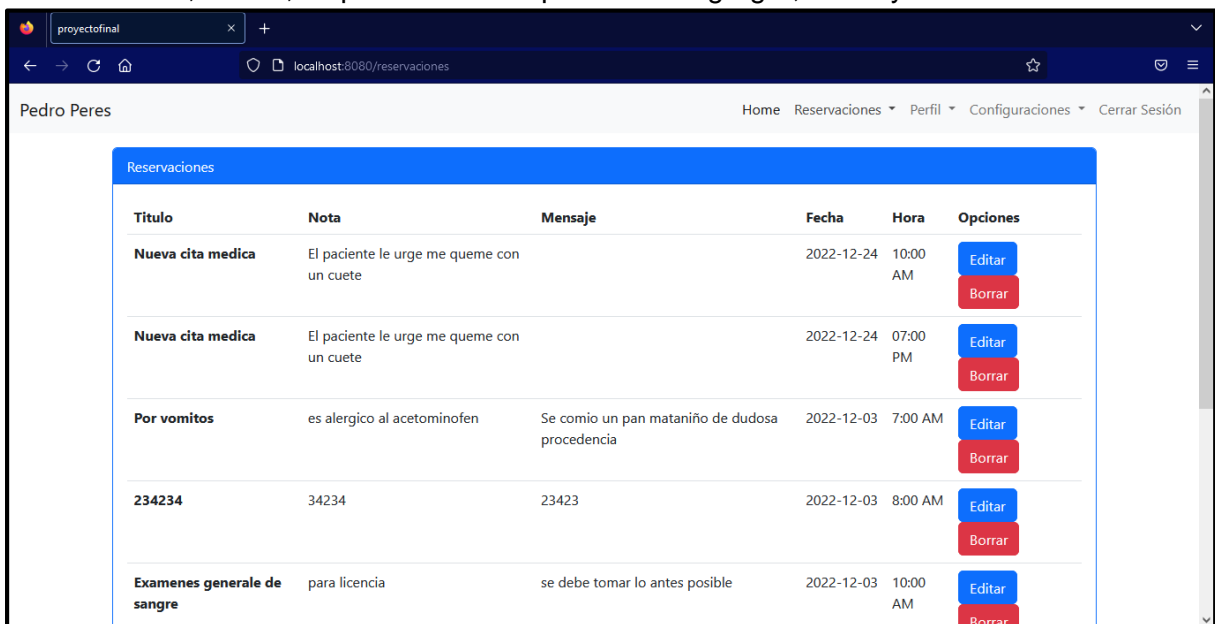 proyectofinal
localhost:8080/reservaciones
Pedro Peres
Home Reservaciones Perfil Configuraciones Cerrar Sesión
Reservaciones
Titulo Nota Mensaje Fecha Hora Opciones
Nueva cita medica El paciente le urge me queme con 2022-12-24 10:00 Editar
un cuete AM
Borrar
Nueva cita medica El paciente le urge me queme con 2022-12-24 07:00 Editar
un cuete PM
Borrar
Por vomitos es alergico al acetominofen Se comio un pan mataniño de dudosa 2022-12-03 7:00 AM Editar
procedencia
Borrar
234234 34234 23423 2022-12-03 8:00 AM Editar
Borrar
Examenes generale de para licencia se debe tomar lo antes posible 2022-12-03 10:00 Editar
sangre AM
Borrar